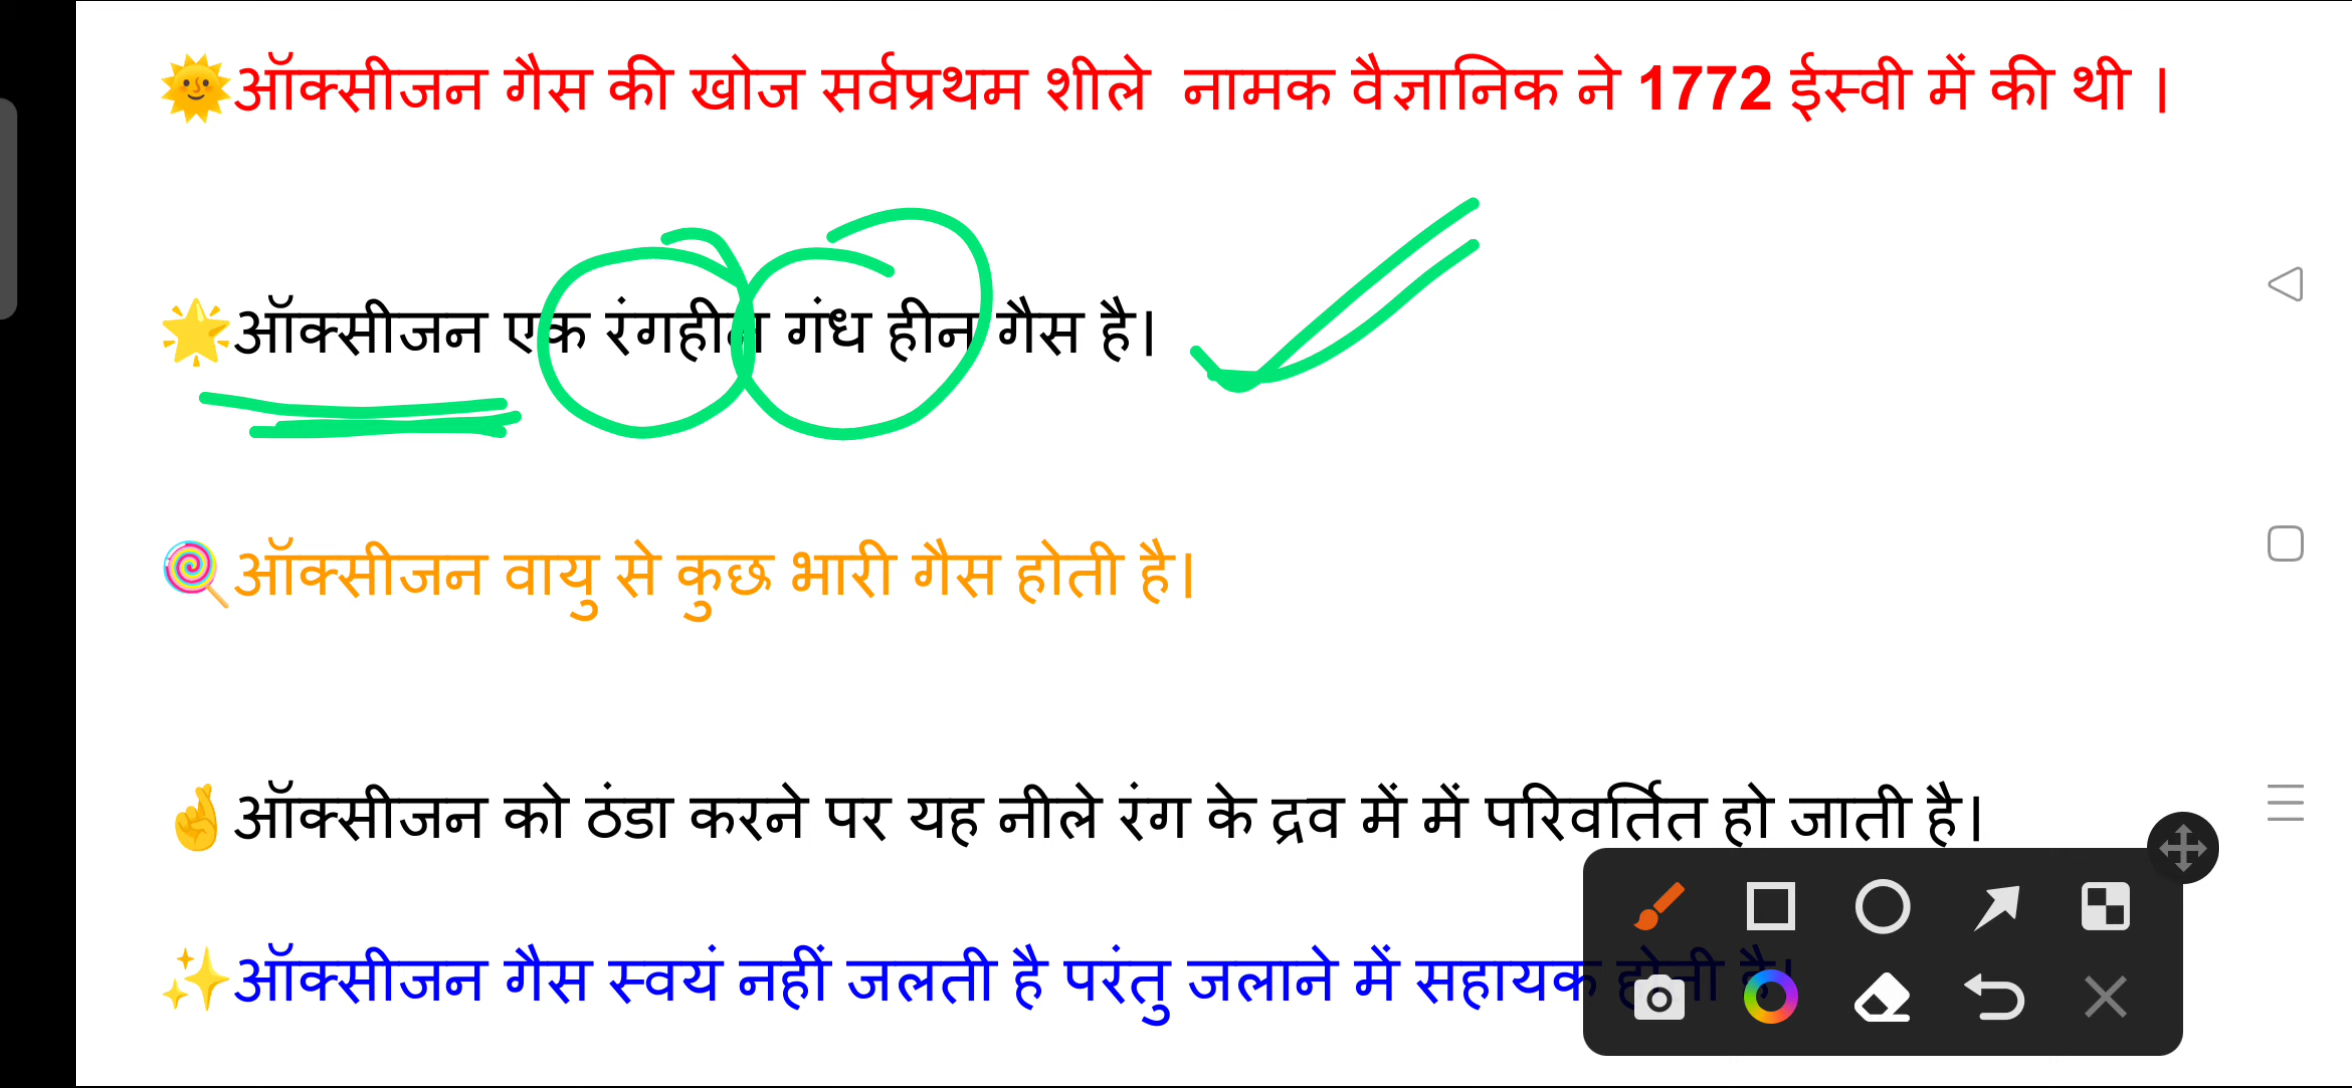 ऑक्सीजन गैस की खोज सर्वप्रथम शीले नामक वैज्ञानिक ने 1772 ईस्वी में की थी ।
ऑक्सीजन एक रंगहीन गंध हीन गैस है।
ऑक्सीजन वायु से कुछ भारी गैस होती है।
ऑक्सीजन को ठंडा करने पर यह नीले रंग के द्रव में में परिवर्तित हो जाती है।
ऑक्सीजन गैस स्वयं नहीं जलती है परंतु जलाने में सहायक होती है।